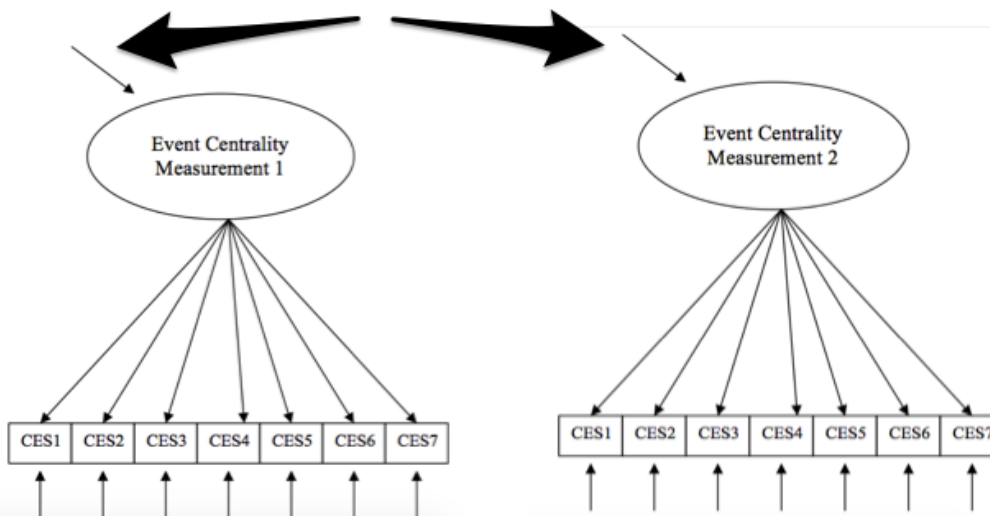 Event Centrality
Measurement 1
Event Centrality
Measurement 2
CES1 CES2 CES3 CES4 CES5 CES6 CES7
CES1 CES2 CES3 CES4 CES5 CES6 CES7